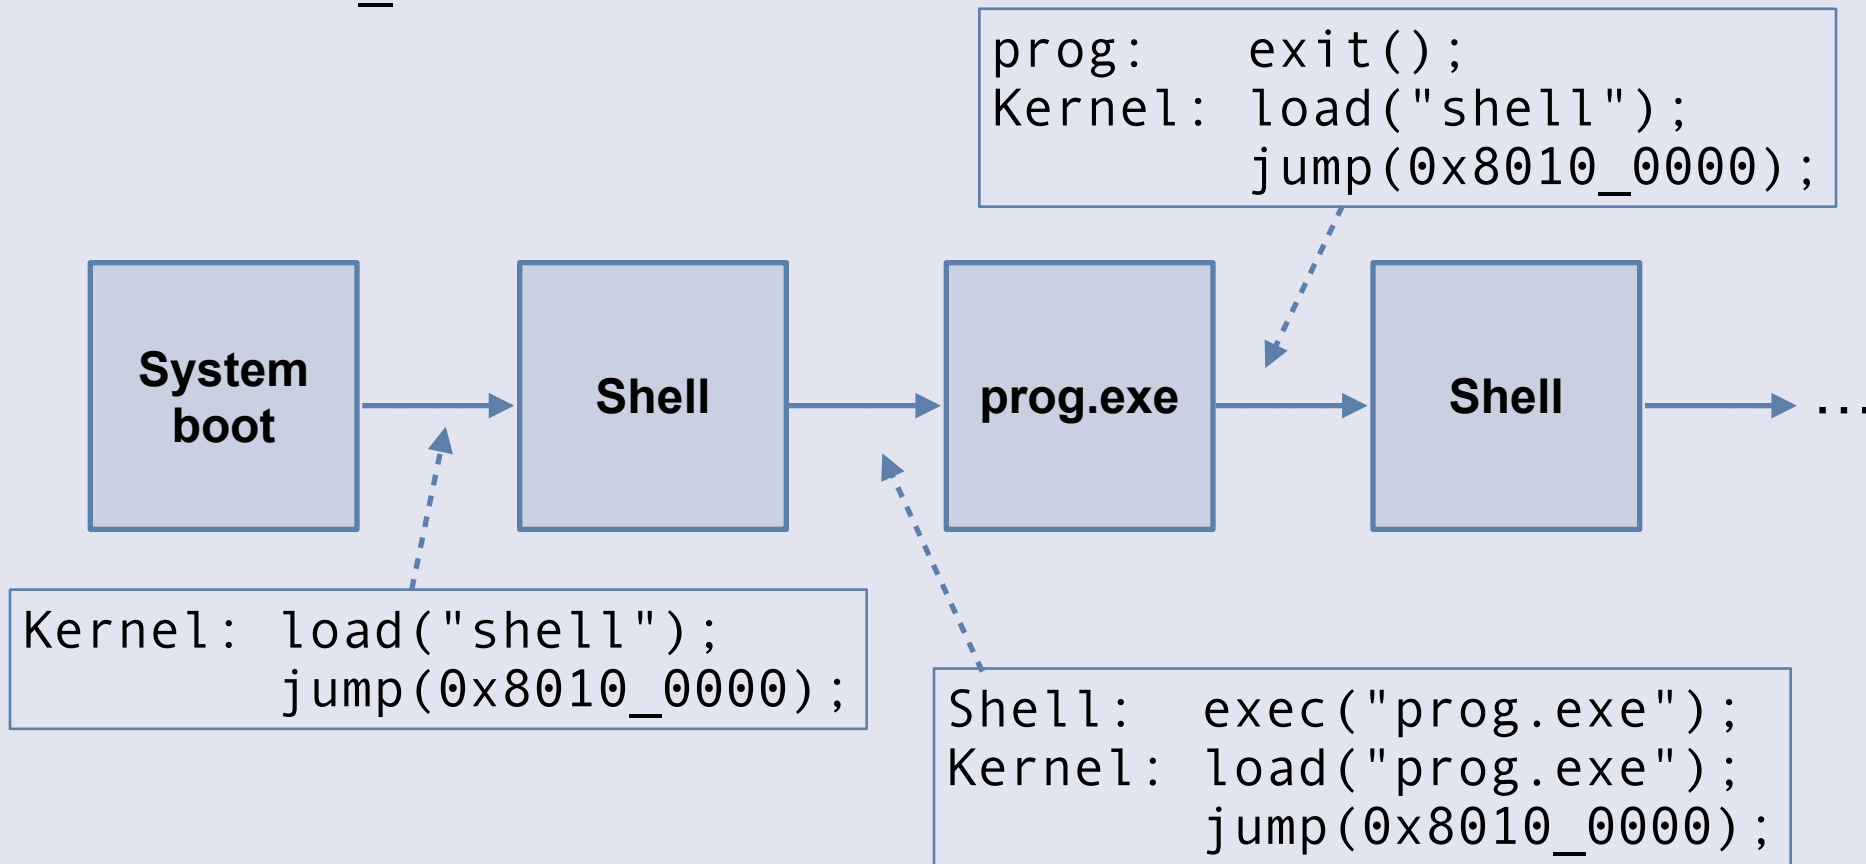 prog:   exit();
Kernel: load("shell");
        jump(0x8010_0000);
System
boot
Shell
prog.exe
Shell
...
Kernel: load("shell");
        jump(0x8010_0000);
Shell:  exec("prog.exe");
Kernel: load("prog.exe");
        jump(0x8010_0000);